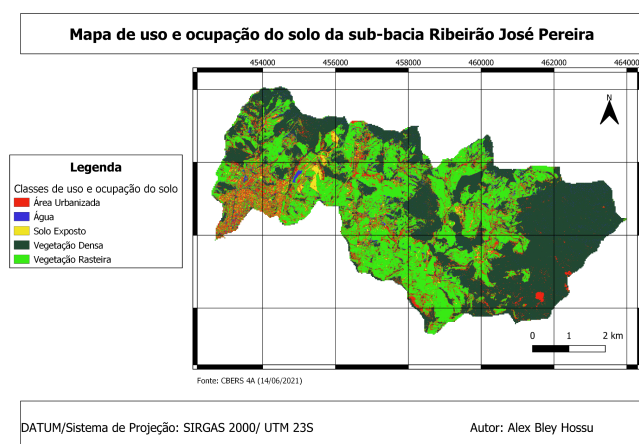 Mapa de uso e ocupação do solo da sub-bacia Ribeirão José Pereira
454000 456000 458000 460000 462000 464000
N
Legenda
Classes de uso e ocupação do solo
Área Urbanizada
Água
Solo Exposto
Vegetação Densa
Vegetação Rasteira
0 1 2 km
Fonte: CBERS 4A (14/06/2021)
DATUM/Sistema de Projeção: SIRGAS 2000/ UTM 23S
Autor: Alex Bley Hossu